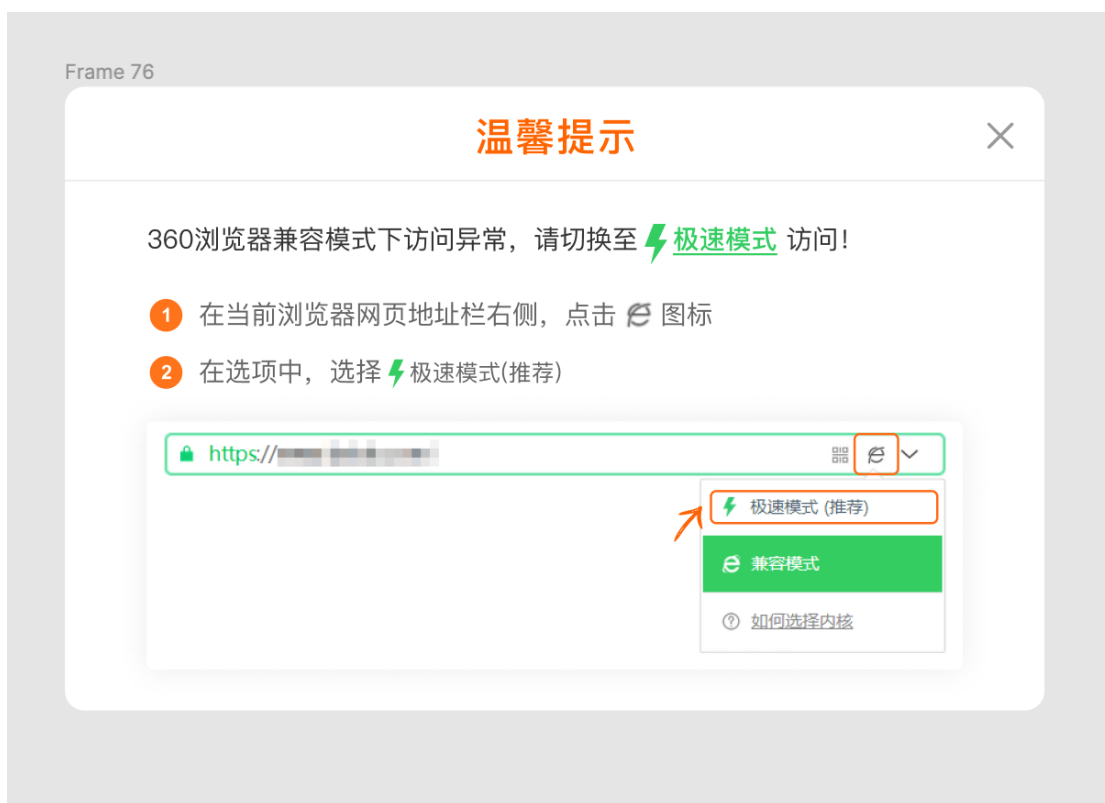 Frame 76
温馨提示
360浏览器兼容模式下访问异常，请切换至 极速模式 访问！
1 在当前浏览器网页地址栏右侧，点击 图标
2 在选项中，选择 极速模式(推荐)
https://
极速模式 (推荐)
兼容模式
如何选择内核